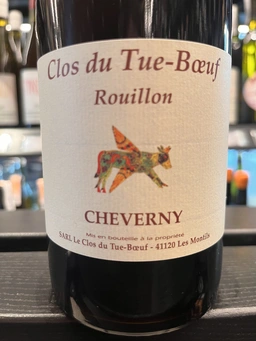 Clos du Tue-Bœuf
Rouillon
CHEVERNY
Mis en bouteille à la propriété
SARL Le Clos du Tue-Bœuf - 41120 Les Montils